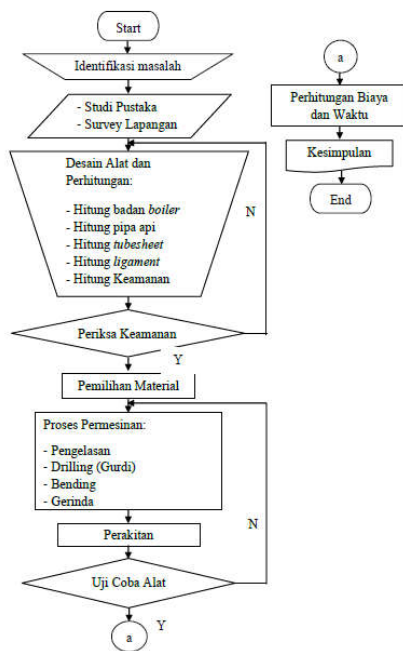 Start
Identifikasi masalah
- Studi Pustaka
- Survey Lapangan
Desain Alat dan
Perhitungan:
- Hitung badan boiler
- Hitung pipa api
- Hitung tubesheet
- Hitung ligament
- Hitung Keamanan
N
Periksa Keamanan
Y
Pemilihan Material
Proses Permesinan:
- Pengelasan
- Drilling (Gurdi)
- Bending
- Gerinda
N
Perakitan
Uji Coba Alat
Y
a
a
Perhitungan Biaya
dan Waktu
Kesimpulan
End